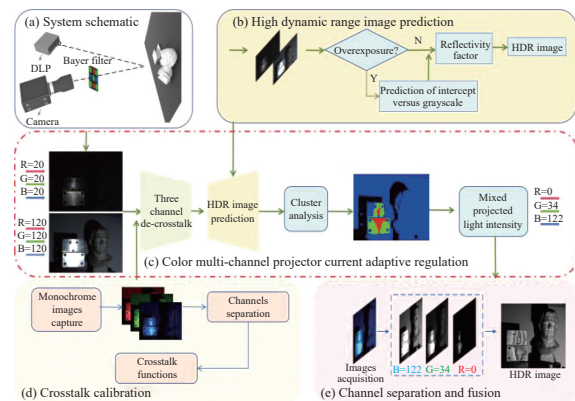 (a) System schematic
Bayer filter
DLP
Camera
(b) High dynamic range image prediction
Overexposure?
N
Y
Reflectivity
factor
HDR image
Prediction of intercept
versus grayscale
R=20
G=20
B=20
R=120
G=120
B=120
Three
channel
de-crosstalk
HDR image
prediction
Cluster
analysis
Mixed
projected
light intensity
R=0
G=34
B=122
(c) Color multi-channel projector current adaptive regulation
Monochrome
images
capture
Channels
separation
Crosstalk
functions
(d) Crosstalk calibration
Images
acquisition
B=122 G=34 R=0
HDR image
(e) Channel separation and fusion